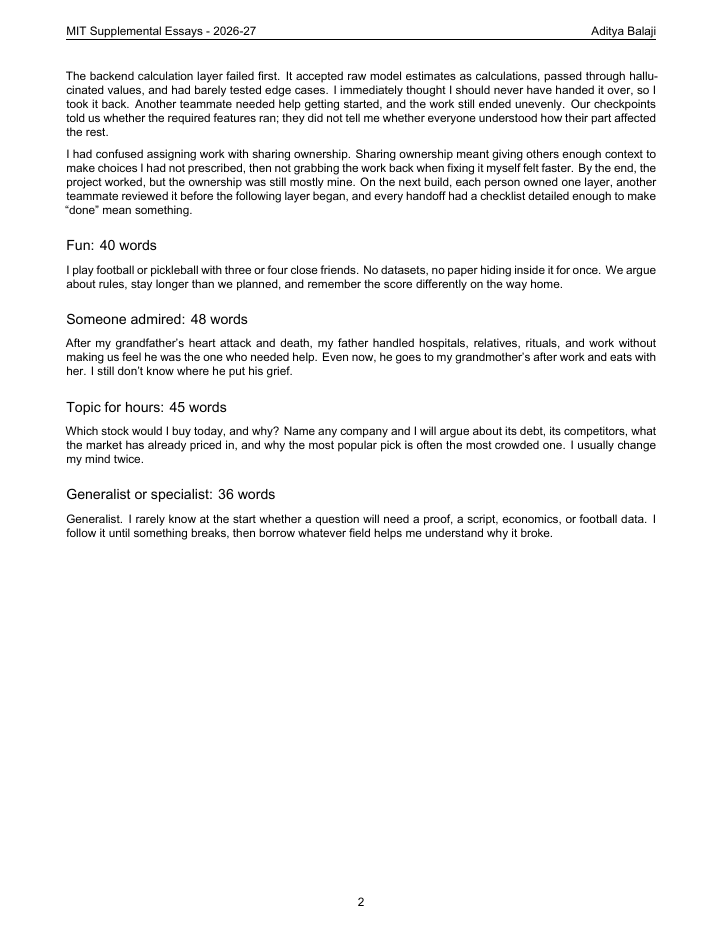 MIT Supplemental Essays - 2026-27 Aditya Balaji
The backend calculation layer failed first. It accepted raw model estimates as calculations, passed through hallu-
cinated values, and had barely tested edge cases. I immediately thought I should never have handed it over, so I
took it back. Another teammate needed help getting started, and the work still ended unevenly. Our checkpoints
told us whether the required features ran; they did not tell me whether everyone understood how their part affected
the rest.
I had confused assigning work with sharing ownership. Sharing ownership meant giving others enough context to
make choices I had not prescribed, then not grabbing the work back when fixing it myself felt faster. By the end, the
project worked, but the ownership was still mostly mine. On the next build, each person owned one layer, another
teammate reviewed it before the following layer began, and every handoff had a checklist detailed enough to make
“done” mean something.
Fun: 40 words
I play football or pickleball with three or four close friends. No datasets, no paper hiding inside it for once. We argue
about rules, stay longer than we planned, and remember the score differently on the way home.
Someone admired: 48 words
After my grandfather’s heart attack and death, my father handled hospitals, relatives, rituals, and work without
making us feel he was the one who needed help. Even now, he goes to my grandmother’s after work and eats with
her. I still don’t know where he put his grief.
Topic for hours: 45 words
Which stock would I buy today, and why? Name any company and I will argue about its debt, its competitors, what
the market has already priced in, and why the most popular pick is often the most crowded one. I usually change
my mind twice.
Generalist or specialist: 36 words
Generalist. I rarely know at the start whether a question will need a proof, a script, economics, or football data. I
follow it until something breaks, then borrow whatever field helps me understand why it broke.
2